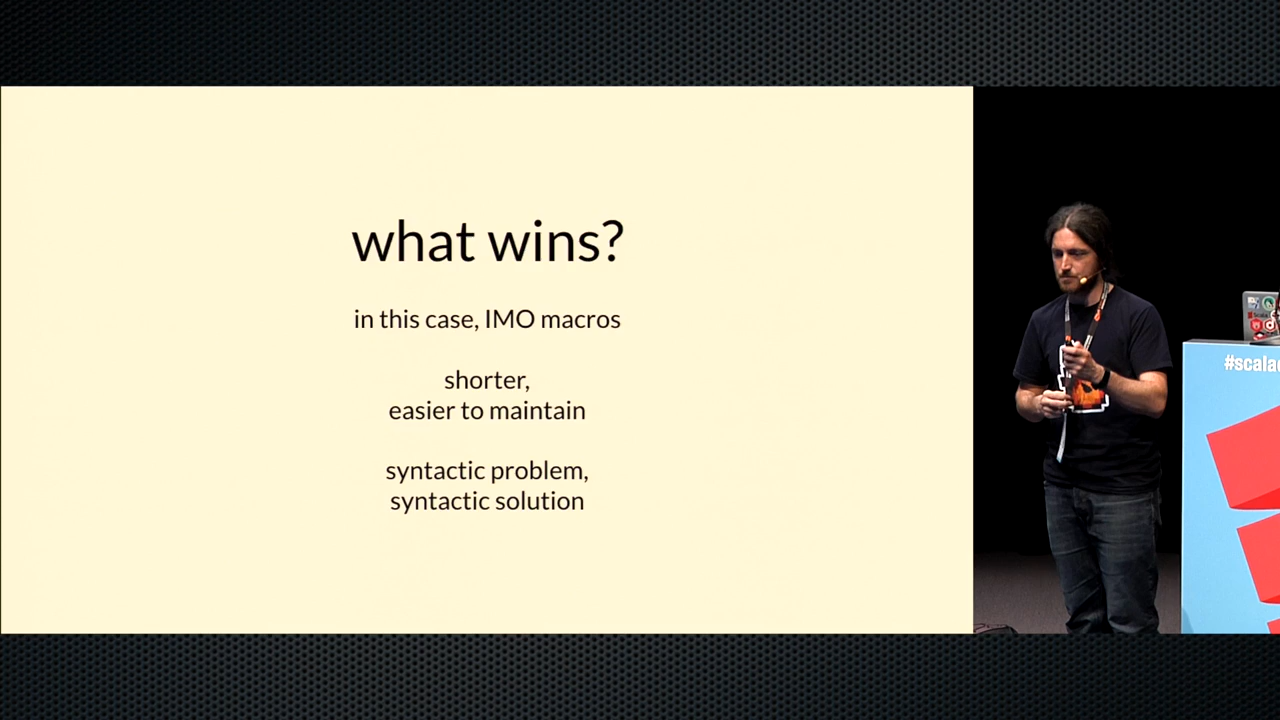 what wins?
in this case, IMO macros
shorter,
easier to maintain
syntactic problem,
syntactic solution
#scala